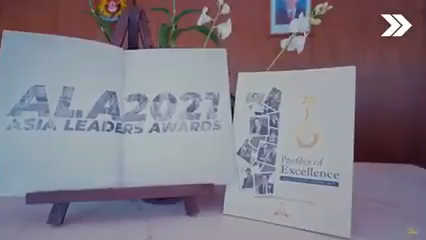 ALA2021
ASIA LEADERS AWARDS
Profiles of
Excellence